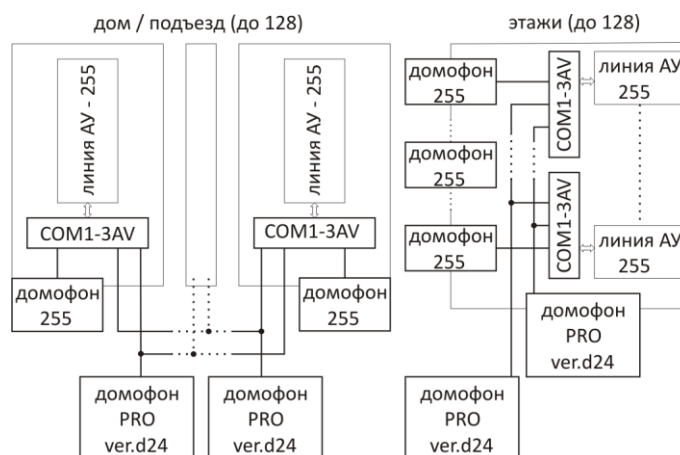 дом / подъезд (до 128)
линия АУ - 255
COM1-3AV
домофон
255
линия АУ - 255
COM1-3AV
домофон
255
домофон
PRO
ver.d24
домофон
PRO
ver.d24
этажи (до 128)
домофон
255
COM1-3AV
линия АУ
255
домофон
255
домофон
255
COM1-3AV
линия АУ
255
домофон
PRO
ver.d24
домофон
PRO
ver.d24